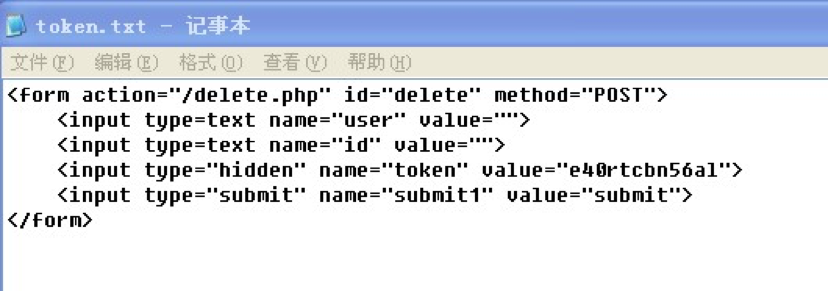 token.txt - 记事本
文件(F) 编辑(E) 格式(O) 查看(V) 帮助(H)
<form action="/delete.php" id="delete" method="POST">
    <input type=text name="user" value="">
    <input type=text name="id" value="">
    <input type="hidden" name="token" value="e40rtcbn56al">
    <input type="submit" name="submit1" value="submit">
</form>